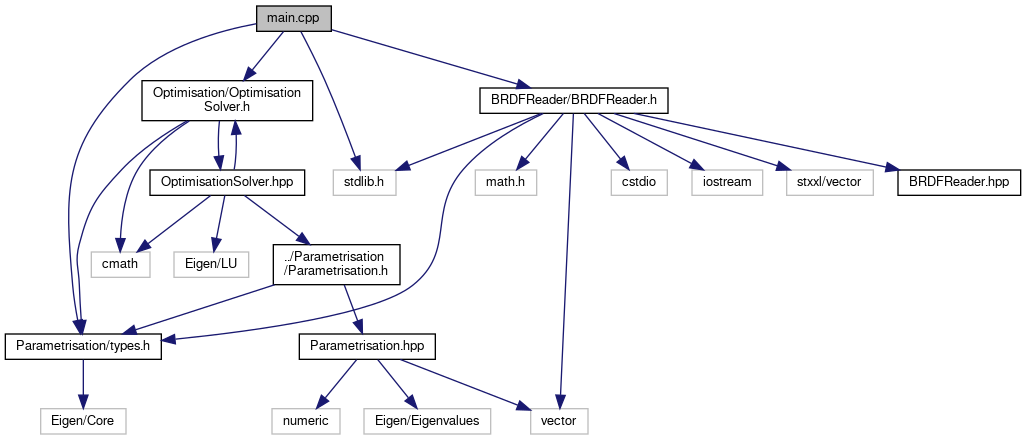 main.cpp
Optimisation/Optimisation
Solver.h
BRDFReader/BRDFReader.h
OptimisationSolver.hpp
stdlib.h
math.h
cstdio
iostream
stxxl/vector
BRDFReader.hpp
cmath
Eigen/LU
../Parametrisation
/Parametrisation.h
Parametrisation/types.h
Parametrisation.hpp
Eigen/Core
numeric
Eigen/Eigenvalues
vector